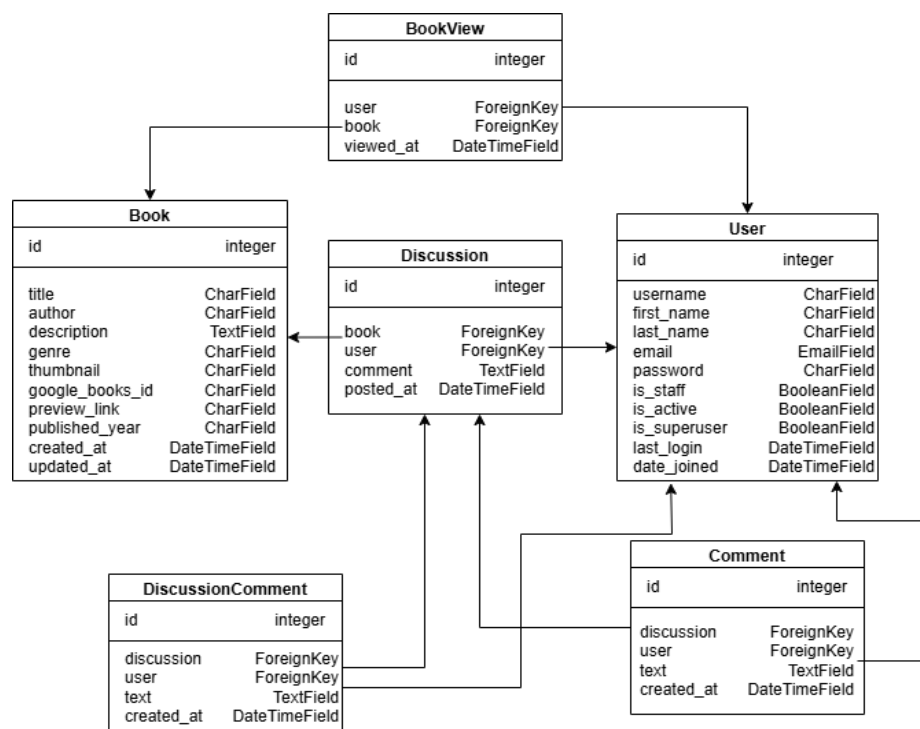 BookView
id integer
user ForeignKey
book ForeignKey
viewed_at DateTimeField
Book
id integer
title CharField
author CharField
description TextField
genre CharField
thumbnail CharField
google_books_id CharField
preview_link CharField
published_year CharField
created_at DateTimeField
updated_at DateTimeField
Discussion
id integer
book ForeignKey
user ForeignKey
comment TextField
posted_at DateTimeField
User
id integer
username CharField
first_name CharField
last_name CharField
email EmailField
password CharField
is_staff BooleanField
is_active BooleanField
is_superuser BooleanField
last_login DateTimeField
date_joined DateTimeField
DiscussionComment
id integer
discussion ForeignKey
user ForeignKey
text TextField
created_at DateTimeField
Comment
id integer
discussion ForeignKey
user ForeignKey
text TextField
created_at DateTimeField